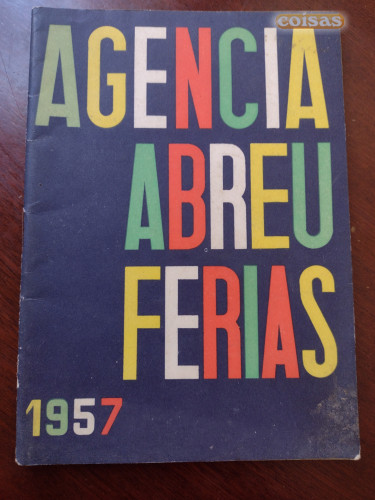 coisas
AGENCIA
ABREU
FERIAS
1957